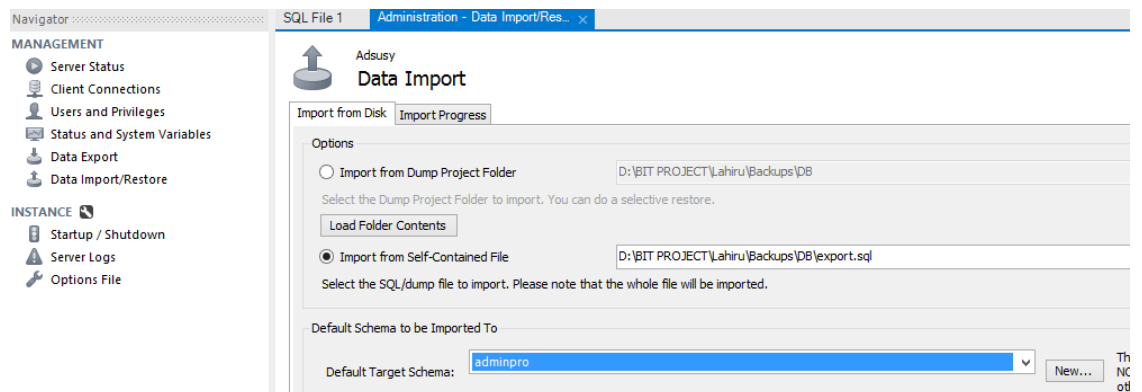 Navigator
MANAGEMENT
Server Status
Client Connections
Users and Privileges
Status and System Variables
Data Export
Data Import/Restore
INSTANCE
Startup / Shutdown
Server Logs
Options File
SQL File 1
Administration - Data Import/Res...
Adsusy
Data Import
Import from Disk
Import Progress
Options
Import from Dump Project Folder
D:\BIT PROJECT\Lahiru\Backups\DB
Select the Dump Project Folder to import. You can do a selective restore.
Load Folder Contents
Import from Self-Contained File
D:\BIT PROJECT\Lahiru\Backups\DB\export.sql
Select the SQL/dump file to import. Please note that the whole file will be imported.
Default Schema to be Imported To
Default Target Schema:
adminpro
New...